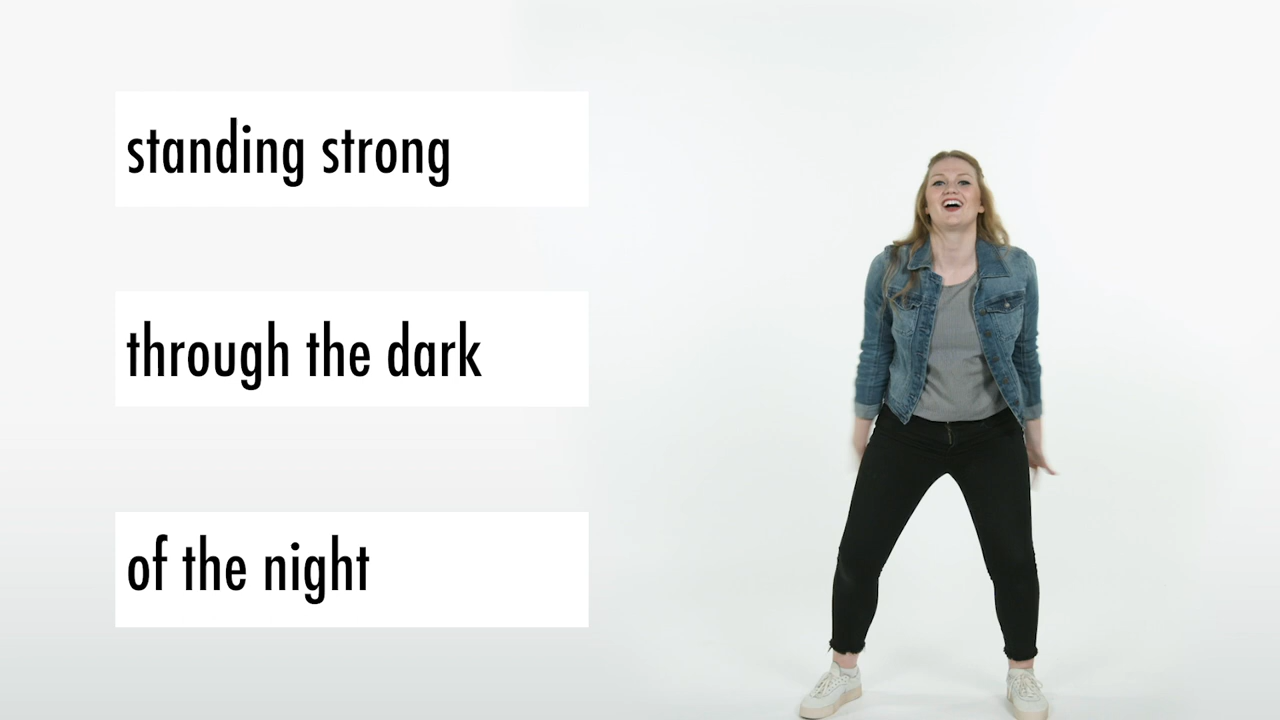 standing strong
through the dark
of the night